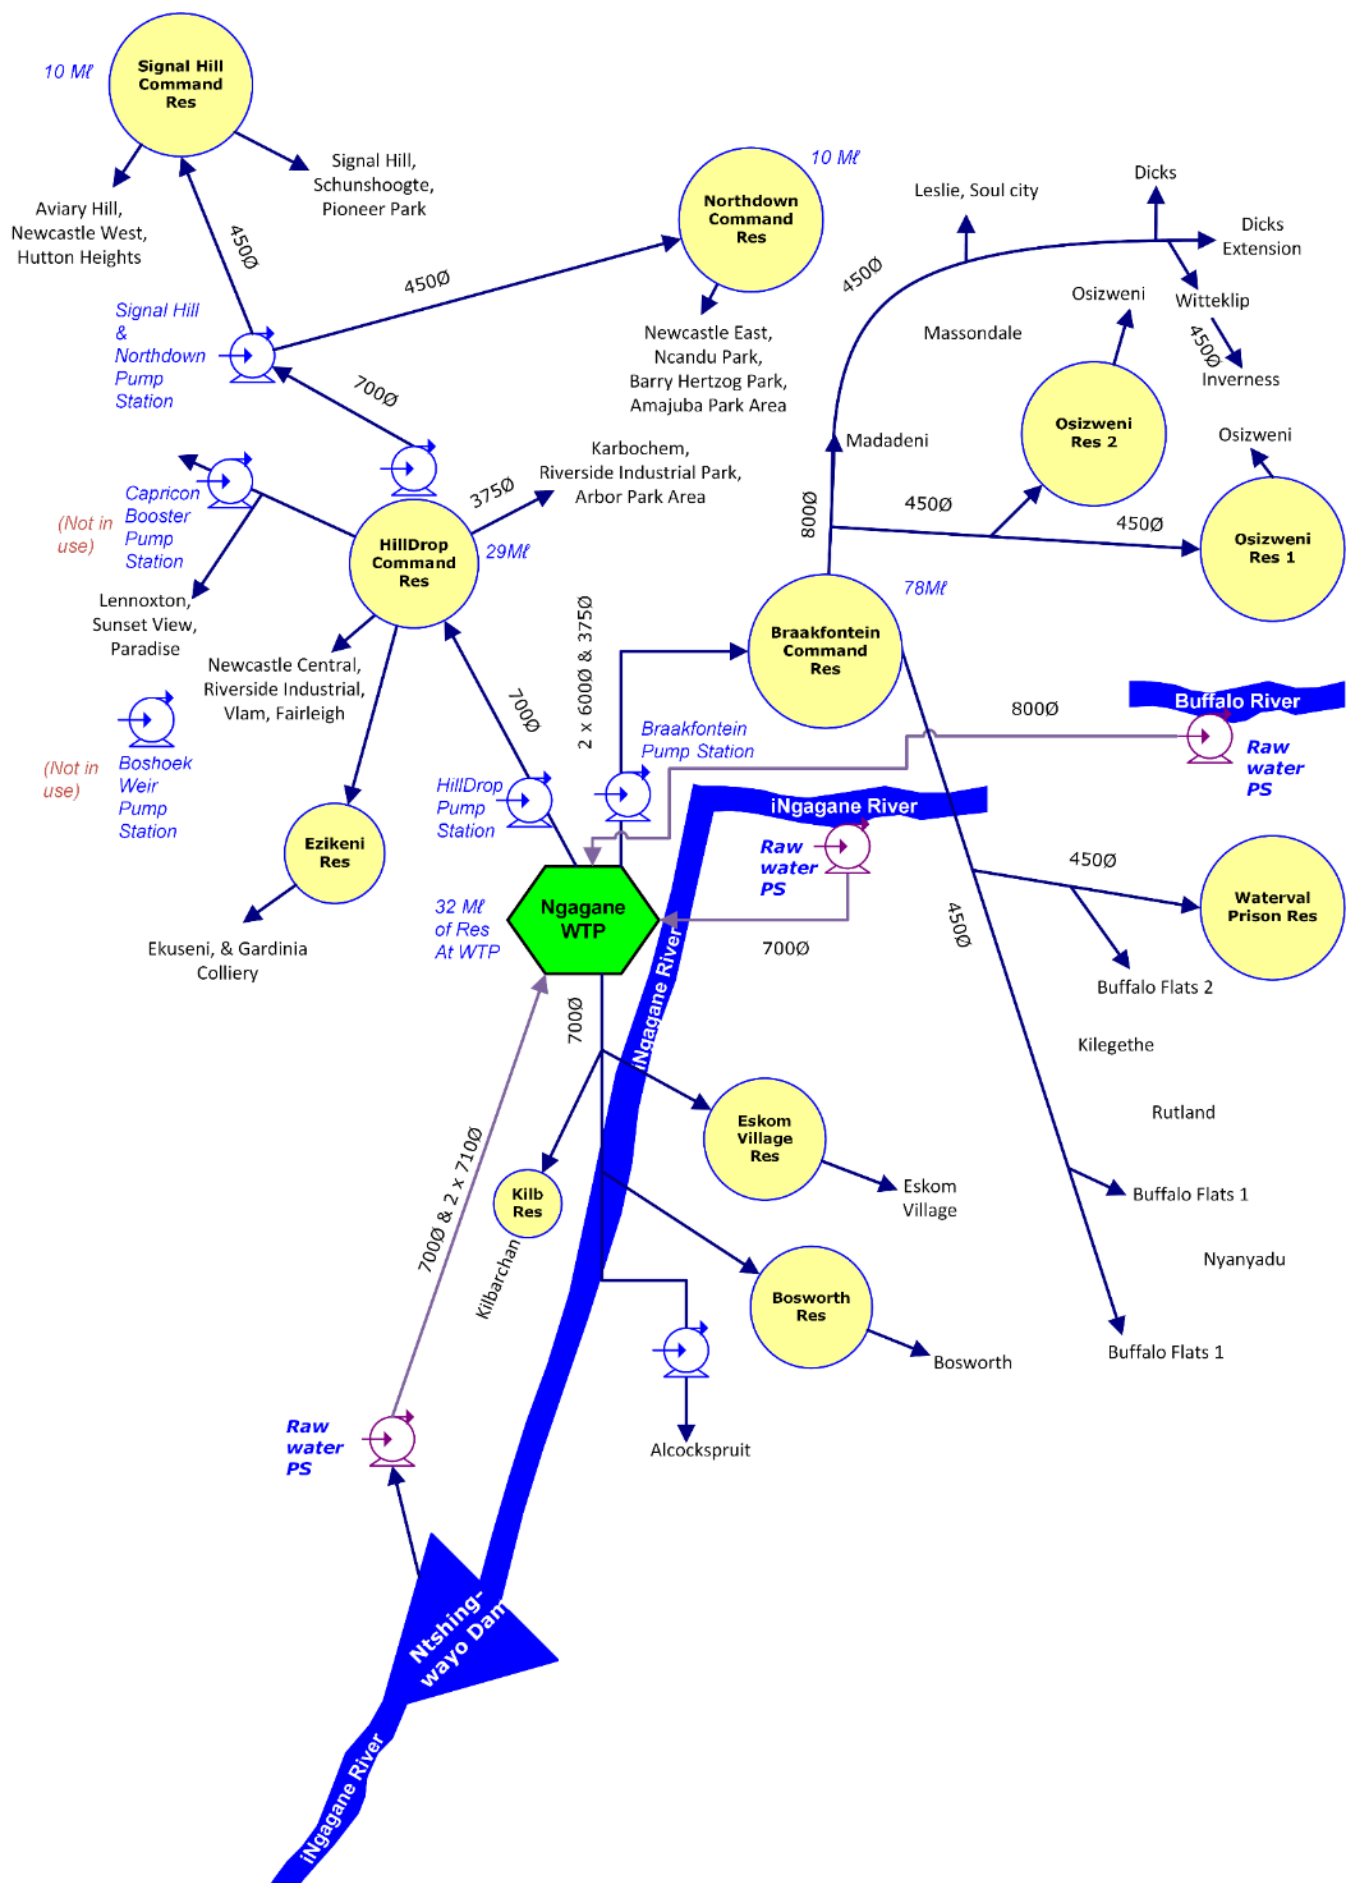 Signal Hill
Command
Res
10 Mℓ
Signal Hill,
Schunshoogte,
Pioneer Park
Aviary Hill,
Newcastle West,
Hutton Heights
450Ø
Northdown
Command
Res
10 Mℓ
450Ø
Newcastle East,
Ncandu Park,
Barry Hertzog Park,
Amajuba Park Area
Signal Hill
&
Northdown
Pump
Station
700Ø
Leslie, Soul city
Dicks
Dicks
Extension
450Ø
Witteklip
450Ø
Inverness
Massondale
Osizweni
Osizweni
Res 2
Osizweni
Osizweni
Res 1
Madadeni
450Ø
450Ø
800Ø
Karbochem,
Riverside Industrial Park,
Arbor Park Area
375Ø
Capricon
Booster
Pump
Station
(Not in
use)
HillDrop
Command
Res
29Mℓ
Lennoxton,
Sunset View,
Paradise
Newcastle Central,
Riverside Industrial,
Vlam, Fairleigh
2 x 600Ø & 375Ø
Braakfontein
Command
Res
78Mℓ
700Ø
Braakfontein
Pump Station
800Ø
Buffalo River
Raw
water
PS
(Not in
use)
Boshoek
Weir
Pump
Station
HillDrop
Pump
Station
iNgagane River
Raw
water
PS
Ezikeni
Res
Ekuseni, & Gardinia
Colliery
32 Mℓ
of Res
At WTP
Ngagane
WTP
700Ø
450Ø
450Ø
Waterval
Prison Res
Buffalo Flats 2
iNgagane River
700Ø
Kilegethe
Rutland
Eskom
Village
Res
Eskom
Village
Buffalo Flats 1
Kilb
Res
Kilbarchan
700Ø & 2 x 710Ø
Nyanyadu
Bosworth
Res
Bosworth
Buffalo Flats 1
Alcockspruit
Raw
water
PS
Ntshing-
wayo Dam
iNgagane River